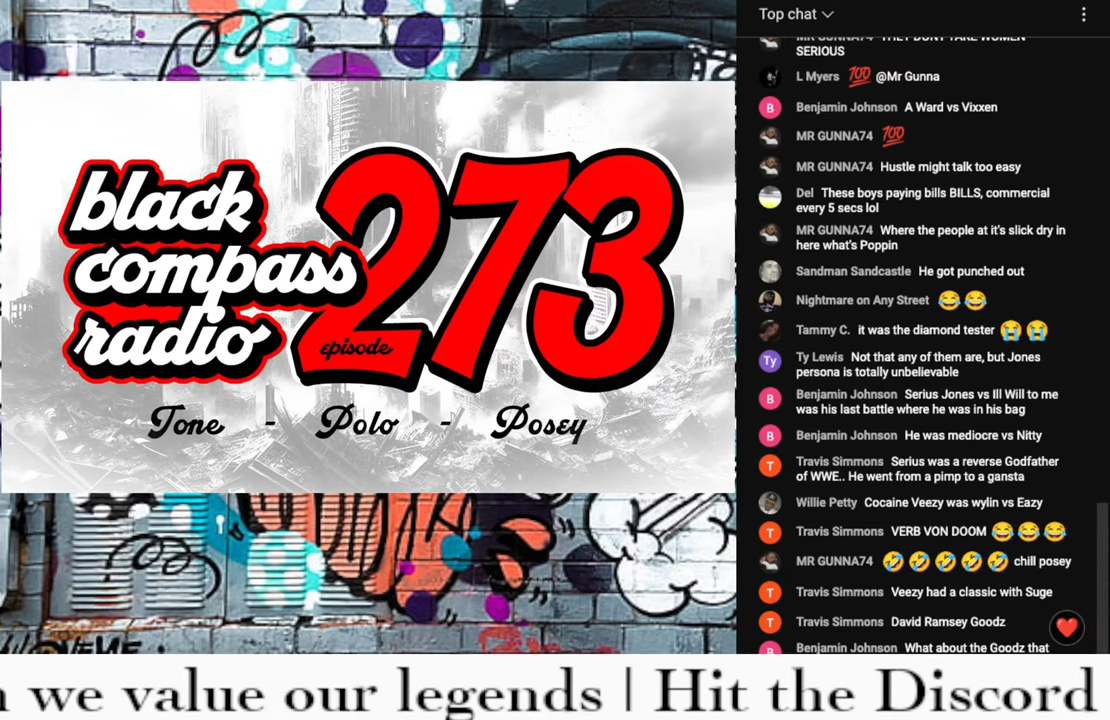 black
compass
radio
273
episode
Tone - Polo - Posey
we value our legends | Hit the Discord
Top chat
MR GUNNA74 THEY DONT TAKE WOMEN
SERIOUS
L Myers 💯 @Mr Gunna
B Benjamin Johnson A Ward vs Vixxen
MR GUNNA74 💯
MR GUNNA74 Hustle might talk too easy
Del These boys paying bills BILLS, commercial
every 5 secs lol
MR GUNNA74 Where the people at it's slick dry in
here what's Poppin
Sandman Sandcastle He got punched out
Nightmare on Any Street 😂😂
Tammy C. it was the diamond tester 😭😭
Ty Ty Lewis Not that any of them are, but Jones
persona is totally unbelievable
B Benjamin Johnson Serius Jones vs Ill Will to me
was his last battle where he was in his bag
B Benjamin Johnson He was mediocre vs Nitty
T Travis Simmons Serius was a reverse Godfather
of WWE.. He went from a pimp to a gansta
Willie Petty Cocaine Veezy was wylin vs Eazy
T Travis Simmons VERB VON DOOM 😂😂😂
MR GUNNA74 🤣🤣🤣🤣🤣 chill posey
T Travis Simmons Veezy had a classic with Suge
T Travis Simmons David Ramsey Goodz
B Benjamin Johnson What about the Goodz that